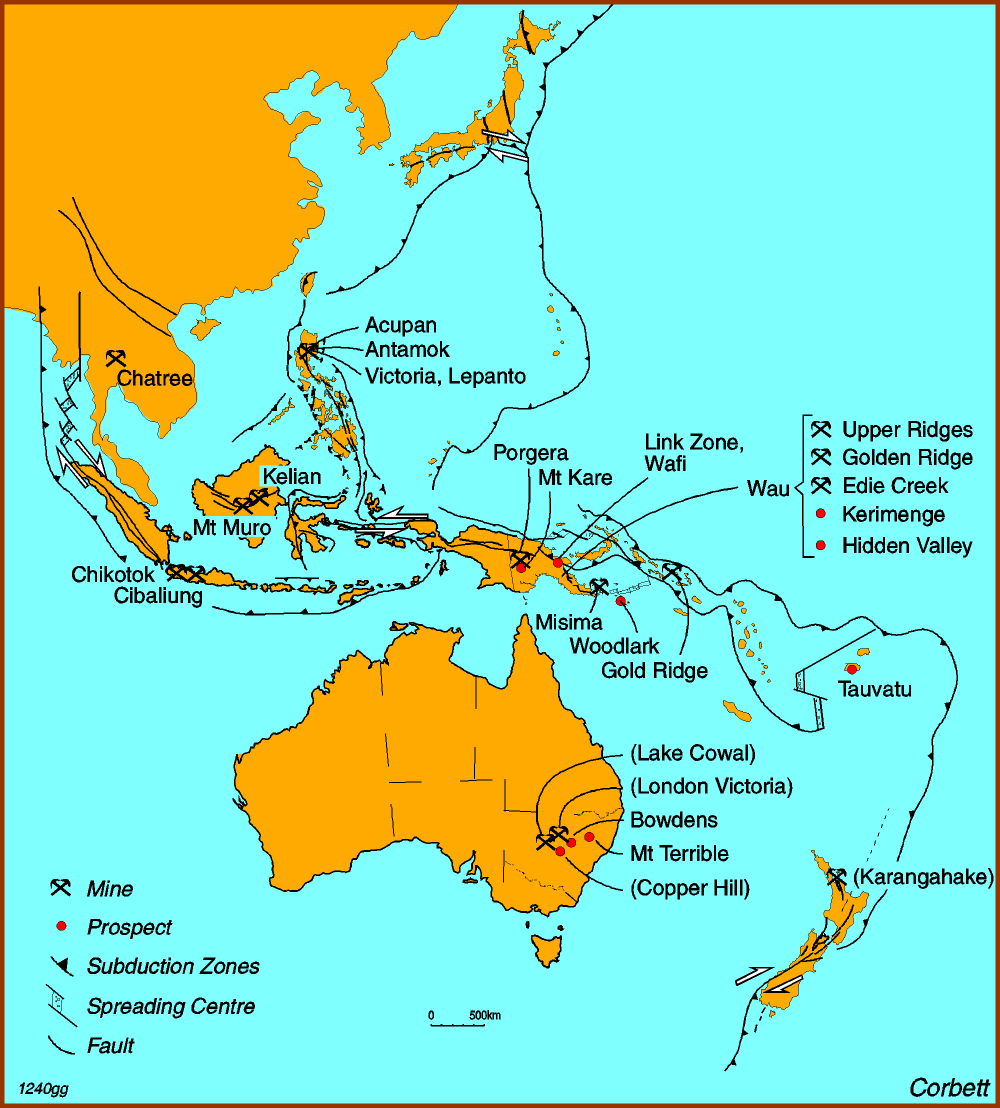 Acupan
Antamok
Victoria, Lepanto
Chatree
Porgera
Mt Kare
Link Zone,
Wafi
Wau
Upper Ridges
Golden Ridge
Edie Creek
Kerimenge
Hidden Valley
Kelian
Mt Muro
Chikotok
Cibaliung
Misima
Woodlark
Gold Ridge
Tauvatu
(Lake Cowal)
(London Victoria)
Bowdens
Mt Terrible
(Copper Hill)
(Karangahake)
Mine
Prospect
Subduction Zones
Spreading Centre
Fault
0 500km
1240gg
Corbett